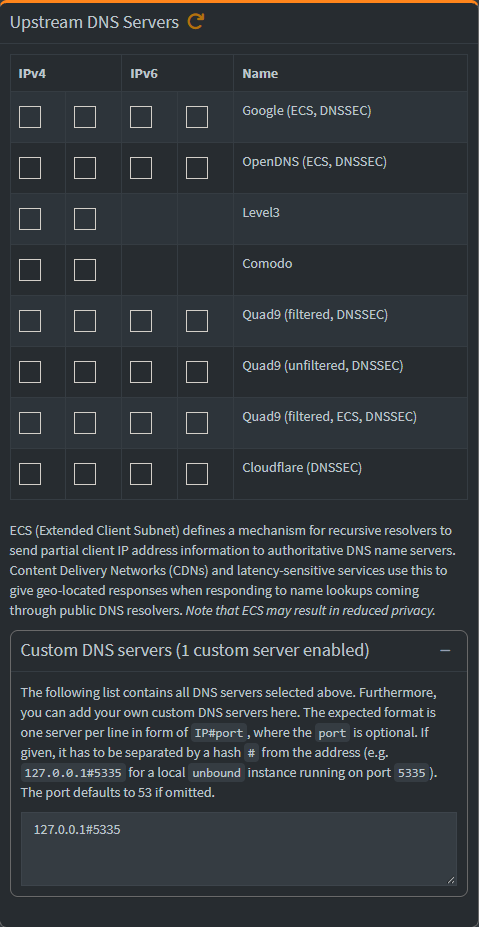 Upstream DNS Servers
IPv4 IPv6 Name
Google (ECS, DNSSEC)
OpenDNS (ECS, DNSSEC)
Level3
Comodo
Quad9 (filtered, DNSSEC)
Quad9 (unfiltered, DNSSEC)
Quad9 (filtered, ECS, DNSSEC)
Cloudflare (DNSSEC)
ECS (Extended Client Subnet) defines a mechanism for recursive resolvers to
send partial client IP address information to authoritative DNS name servers.
Content Delivery Networks (CDNs) and latency-sensitive services use this to
give geo-located responses when responding to name lookups coming
through public DNS resolvers. Note that ECS may result in reduced privacy.
Custom DNS servers (1 custom server enabled)
The following list contains all DNS servers selected above. Furthermore,
you can add your own custom DNS servers here. The expected format is
one server per line in form of IP#port, where the port is optional. If
given, it has to be separated by a hash # from the address (e.g.
127.0.0.1#5335 for a local unbound instance running on port 5335).
The port defaults to 53 if omitted.
127.0.0.1#5335